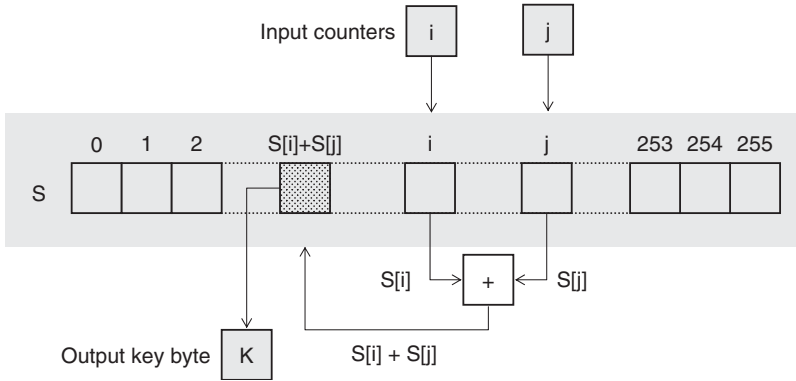 Input counters i j
0 1 2 S[i]+S[j] i j 253 254 255
S
S[i] + S[j]
Output key byte K S[i] + S[j]